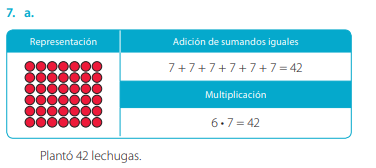 7. a.
Representación
Adición de sumandos iguales
7 + 7 + 7 + 7 + 7 + 7 = 42
Multiplicación
6 • 7 = 42
Plantó 42 lechugas.